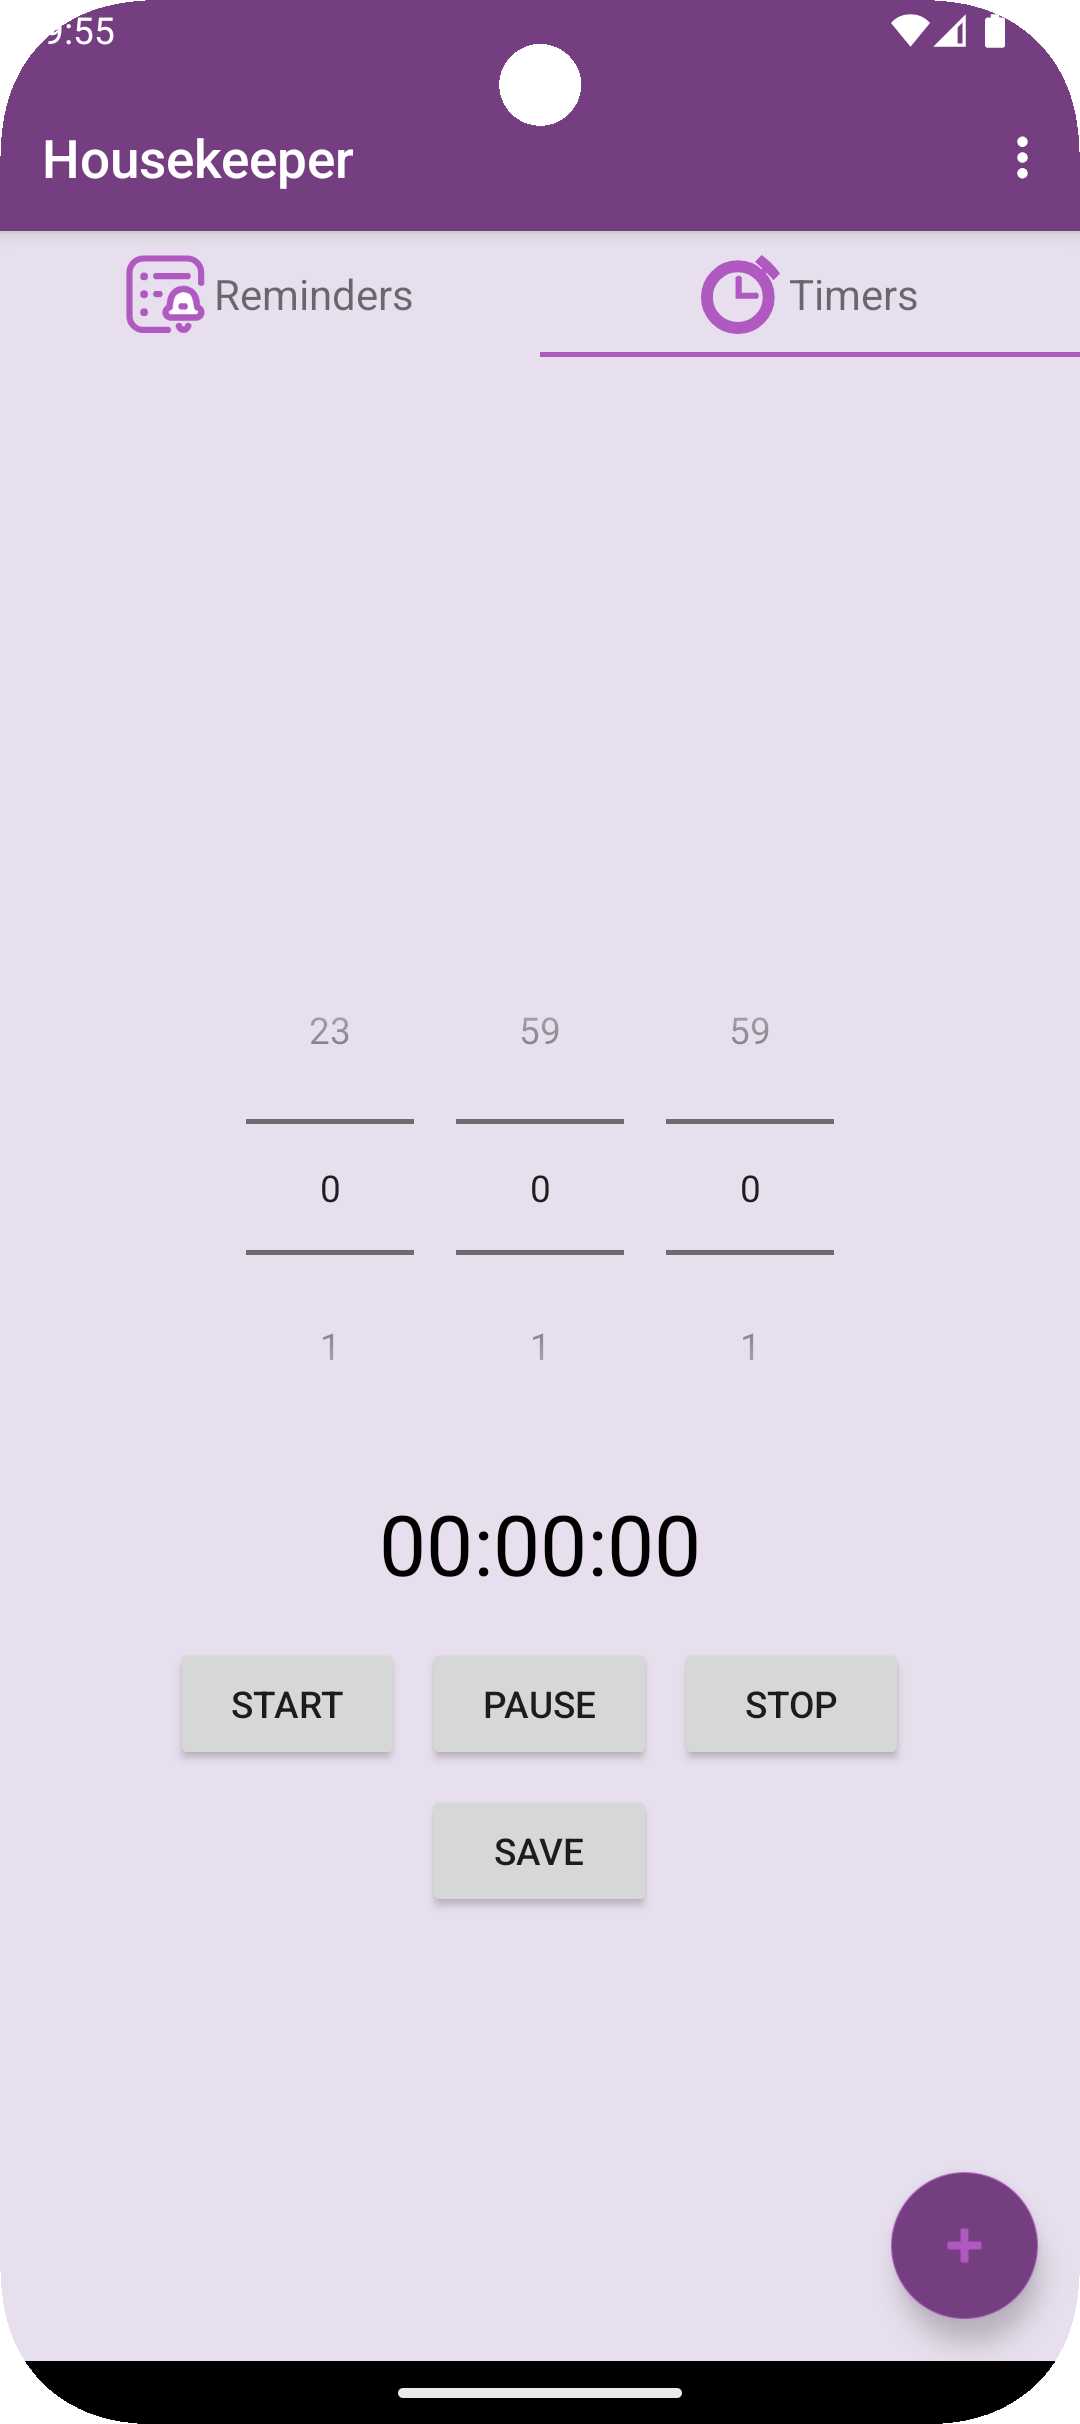 9:55
Housekeeper
Reminders
Timers
23 59 59
0 0 0
1 1 1
00:00:00
START PAUSE STOP
SAVE